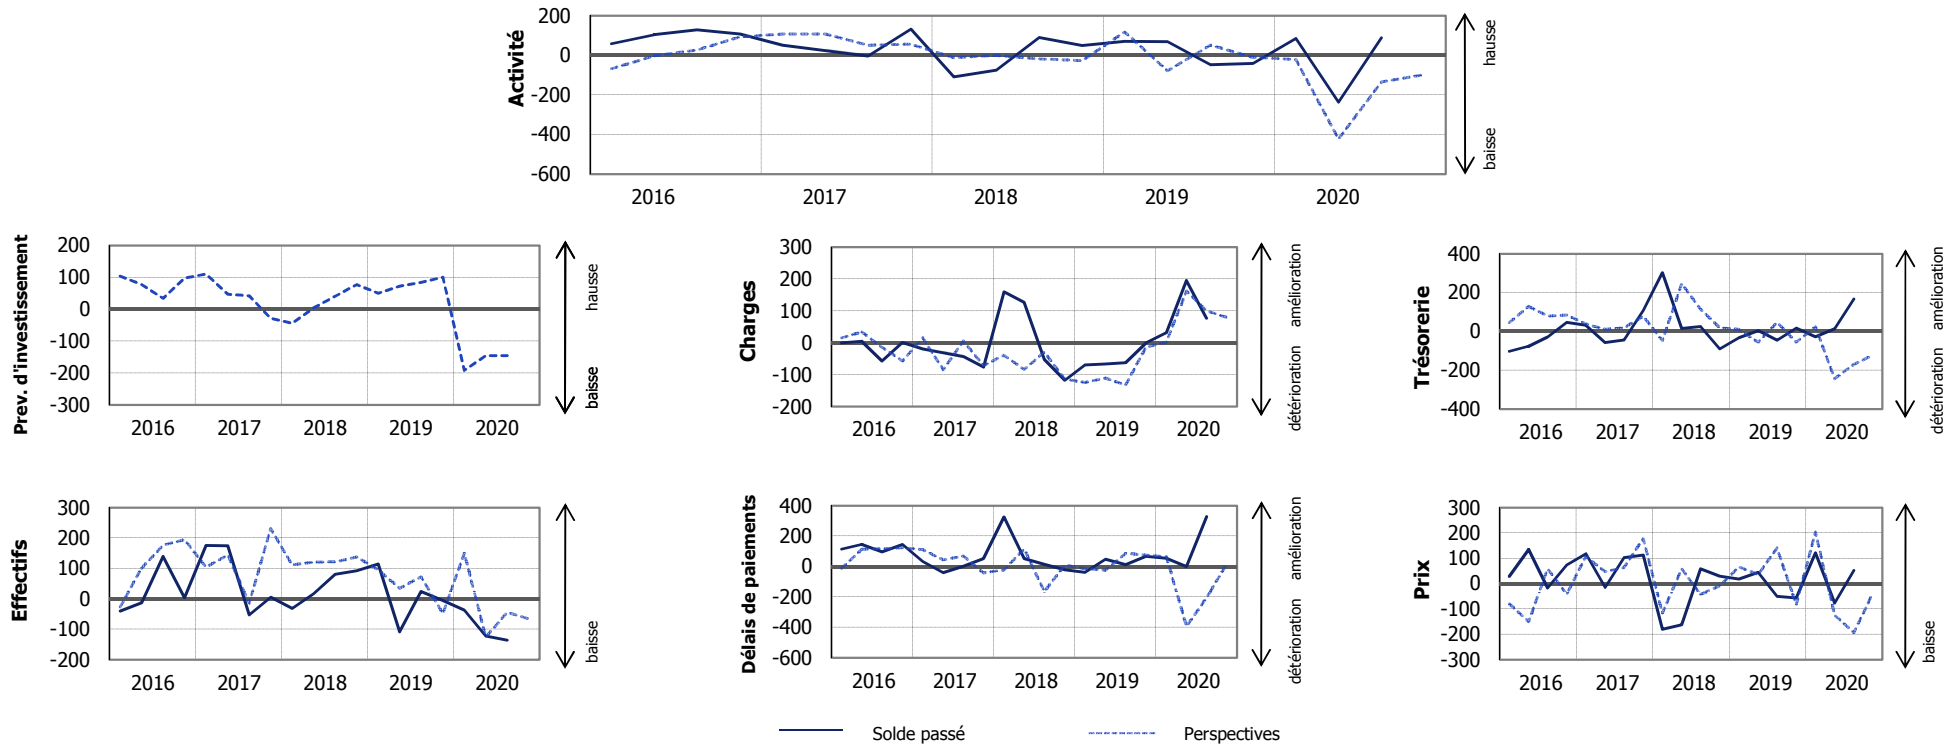 Activité
200
0
-200
-400
-600
2016 2017 2018 2019 2020
hausse
baisse
Prev. d'investissement
200
100
0
-100
-200
-300
2016 2017 2018 2019 2020
hausse
baisse
Charges
300
200
100
0
-100
-200
2016 2017 2018 2019 2020
amélioration
détérioration
Trésorerie
400
200
0
-200
-400
2016 2017 2018 2019 2020
amélioration
détérioration
Effectifs
300
200
100
0
-100
-200
2016 2017 2018 2019 2020
baisse
Délais de paiements
400
200
0
-200
-400
-600
2016 2017 2018 2019 2020
amélioration
détérioration
Prix
300
200
100
0
-100
-200
-300
2016 2017 2018 2019 2020
baisse
Solde passé Perspectives